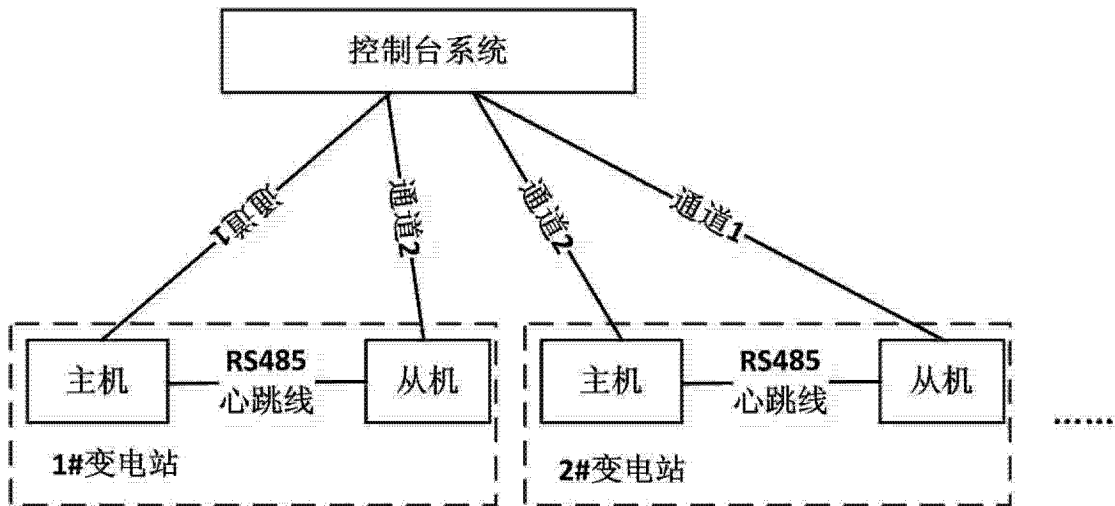 控制台系统
通道1
通道2
通道2
通道1
主机
RS485
心跳线
从机
1#变电站
主机
RS485
心跳线
从机
2#变电站
……